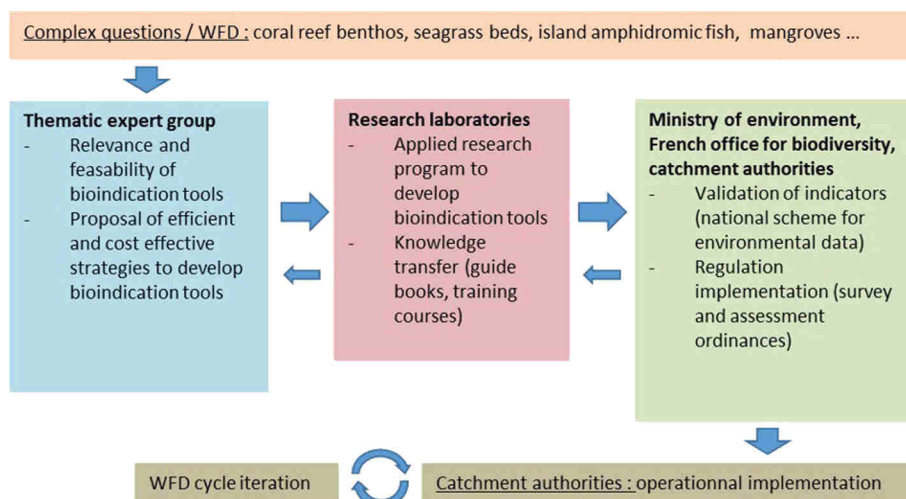 Complex questions / WFD : coral reef benthos, seagrass beds, island amphidromic fish, mangroves ...
Thematic expert group
- Relevance and
feasability of
bioindication tools
- Proposal of efficient
and cost effective
strategies to develop
bioindication tools
Research laboratories
- Applied research
program to
develop
bioindication tools
- Knowledge
transfer (guide
books, training
courses)
Ministry of environment,
French office for biodiversity,
catchment authorities
- Validation of indicators
(national scheme for
environmental data)
- Regulation
implementation (survey
and assessment
ordinances)
WFD cycle iteration
Catchment authorities : operationnal implementation